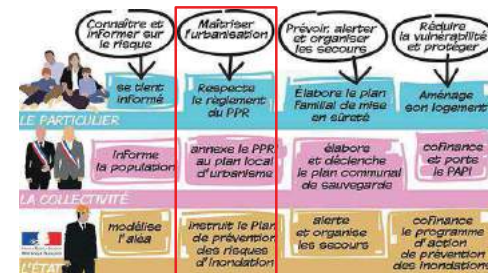 Connaître et
informer sur
le risque
Maîtriser
l'urbanisation
Prévoir, alerter
et organiser
les secours
Réduire
la vulnérabilité
et protéger
se tient
informé
Respecte
le règlement
du PPR
Élabore le plan
familial de mise
en sûreté
Aménage
son logement
LE PARTICULIER
informe
la population
annexe le PPR
au plan local
d'urbanisme
élabore
et déclenche
le plan communal
de sauvegarde
cofinance
et porte
le PAPI
LA COLLECTIVITÉ
modélise
l'aléa
instruit le Plan
de prévention
des risques
d'inondation
alerte
et organise
les secours
cofinance
le programme
d'action
de prévention
des inondations
L'ÉTAT